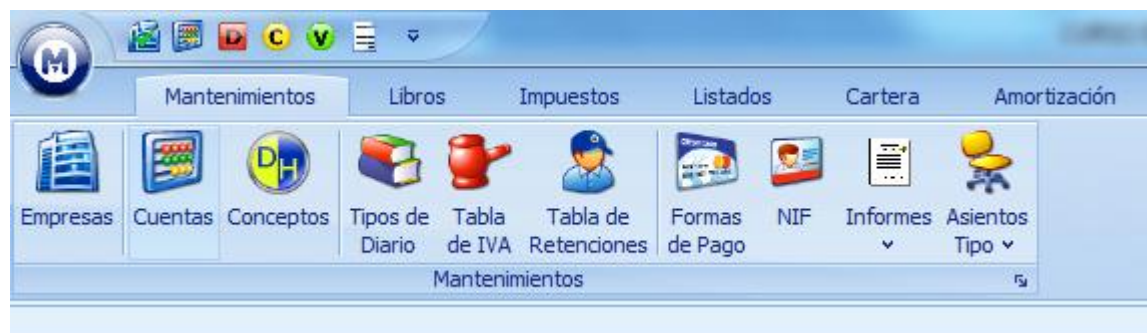 M
D C V
Mantenimientos Libros Impuestos Listados Cartera Amortización
DH
Empresas Cuentas Conceptos Tipos de Diario Tabla de IVA Tabla de Retenciones Formas de Pago NIF Informes Asientos Tipo
Mantenimientos